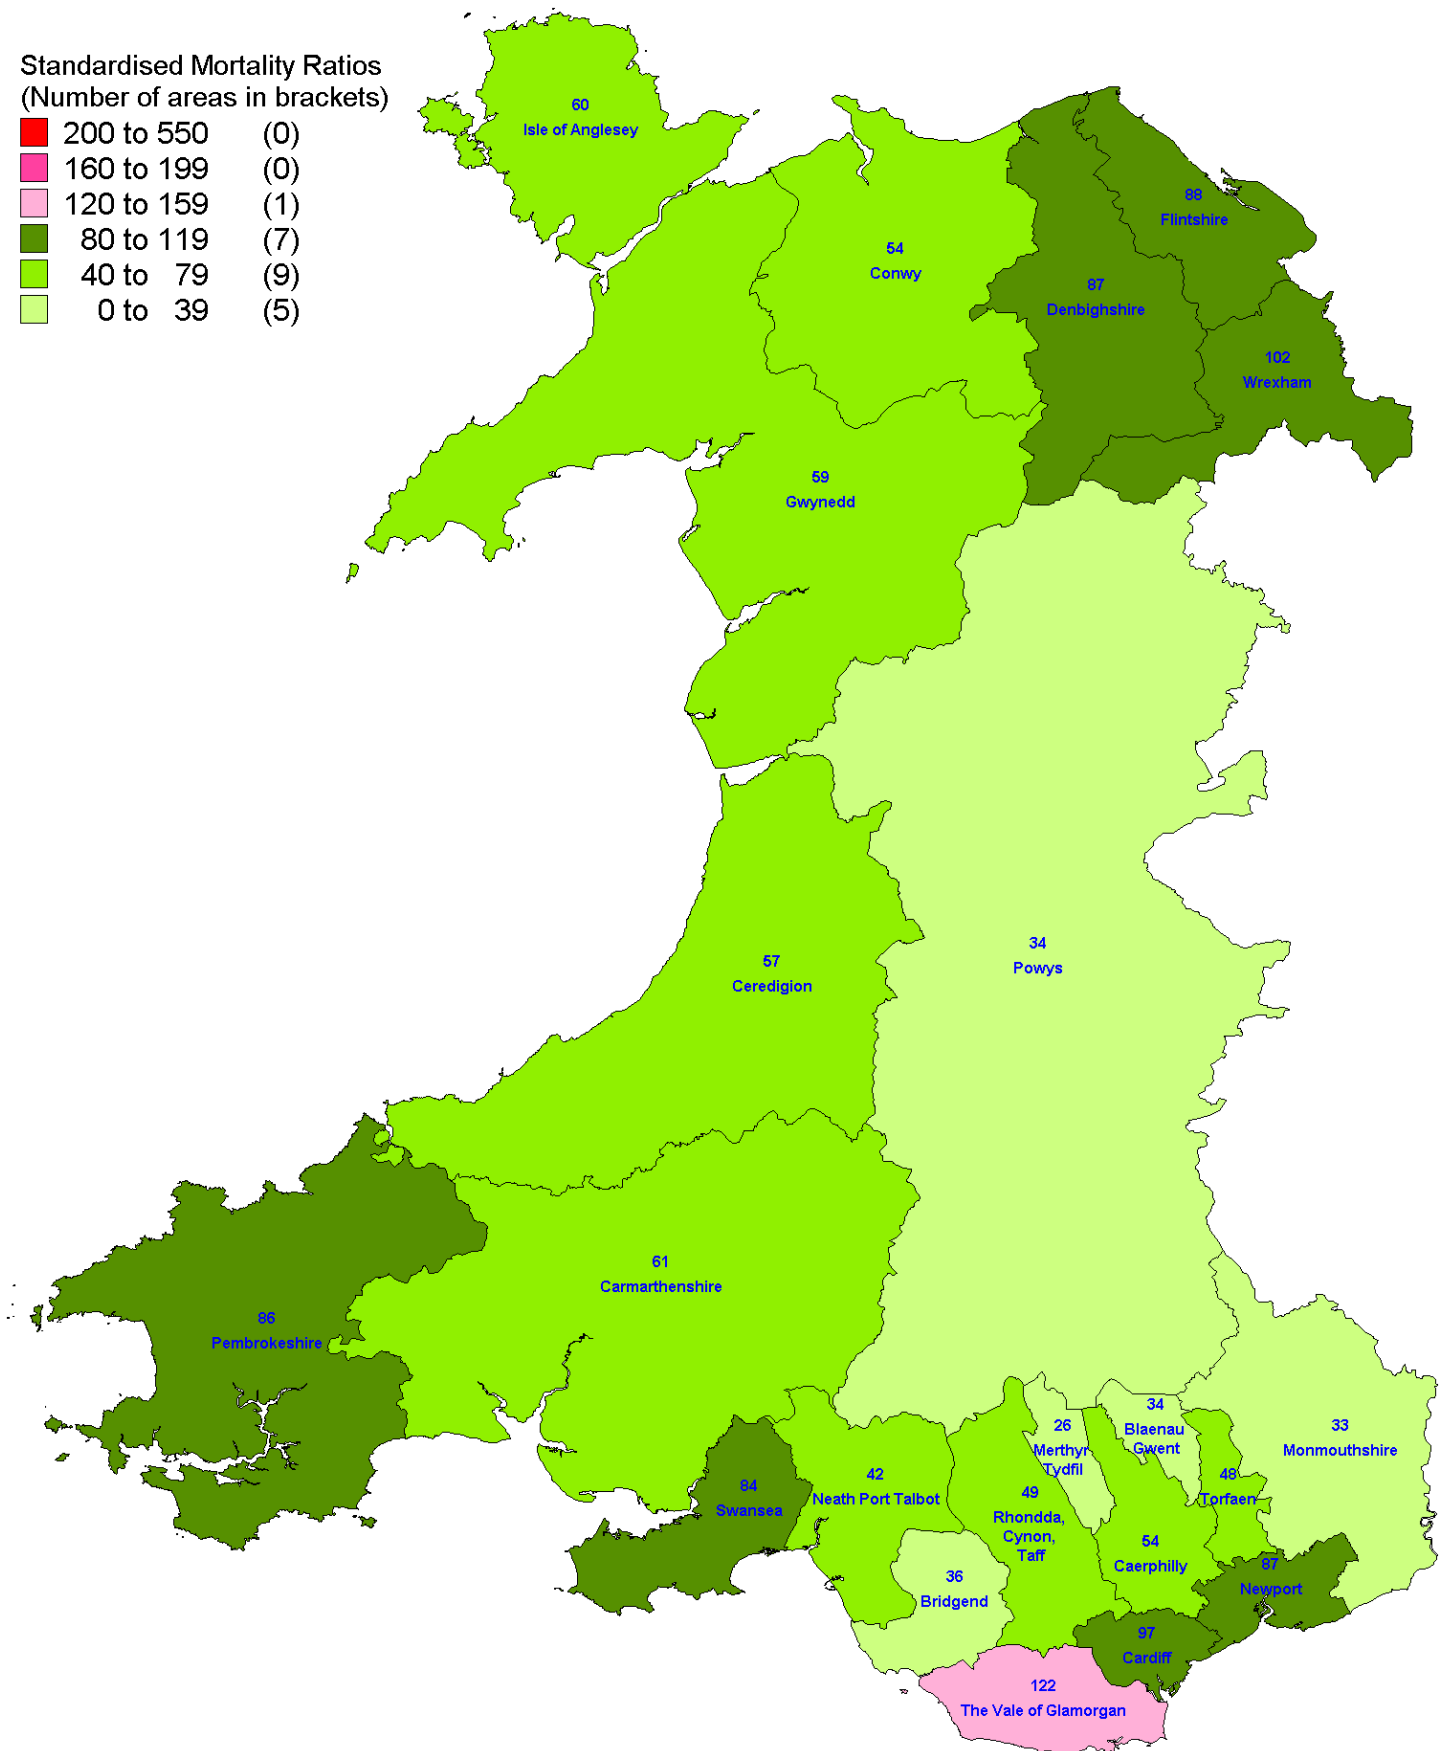 Standardised Mortality Ratios
(Number of areas in brackets)
200 to 550 (0)
160 to 199 (0)
120 to 159 (1)
80 to 119 (7)
40 to 79 (9)
0 to 39 (5)
60
Isle of Anglesey
88
Flintshire
54
Conwy
87
Denbighshire
102
Wrexham
59
Gwynedd
34
Powys
57
Ceredigion
61
Carmarthenshire
86
Pembrokeshire
34
Blaenau
Gwent
26
Merthyr
Tydfil
33
Monmouthshire
42
Neath Port Talbot
48
Torfaen
84
Swansea
49
Rhondda,
Cynon,
Taff
54
Caerphilly
87
Newport
36
Bridgend
97
Cardiff
122
The Vale of Glamorgan